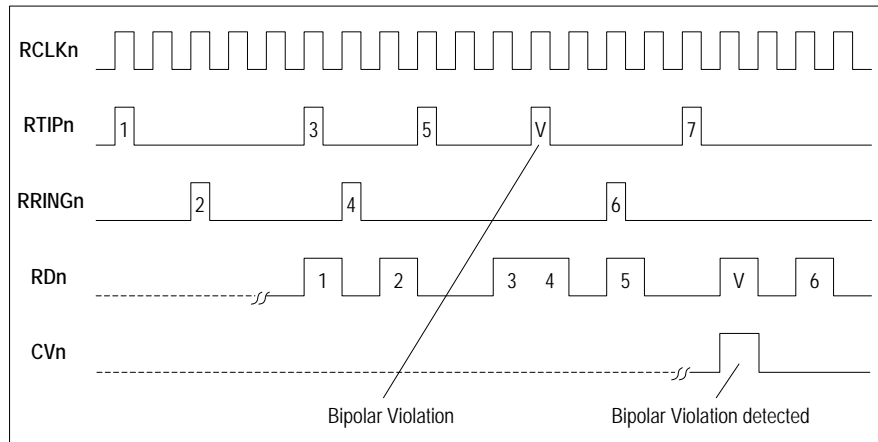 RCLKn
RTIPn
1 3 5 V 7
RRINGn
2 4 6
RDn
1 2 3 4 5 V 6
CVn
Bipolar Violation
Bipolar Violation detected